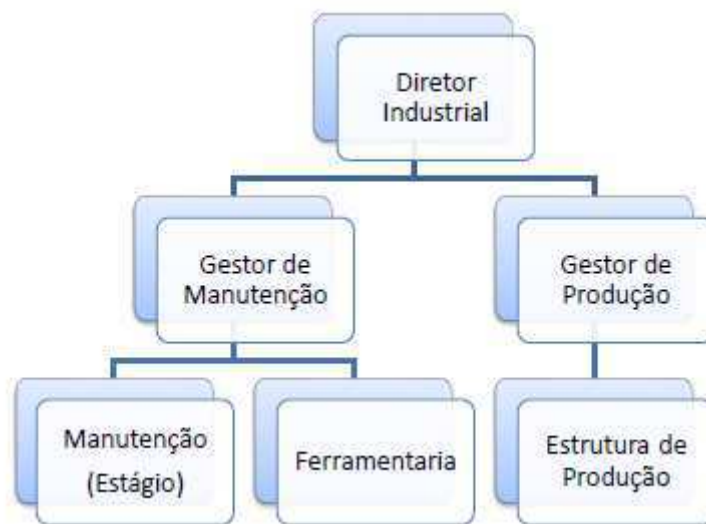 Diretor
Industrial
Gestor de
Manutenção
Gestor de
Produção
Manutenção
(Estágio)
Ferramentaria
Estrutura de
Produção